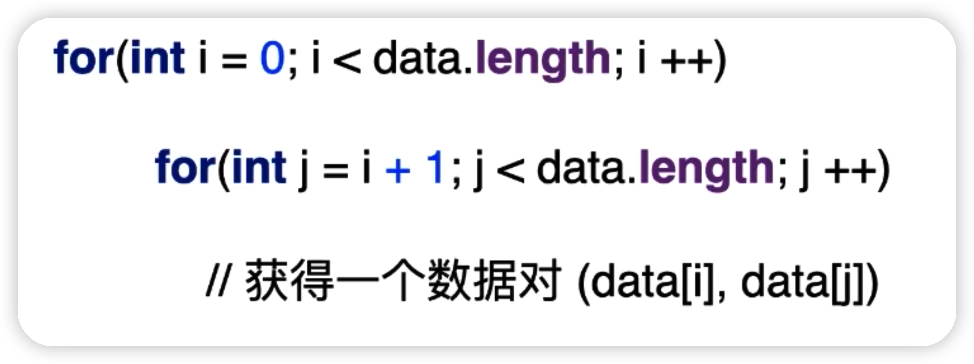 for(int i = 0; i < data.length; i ++)
for(int j = i + 1; j < data.length; j ++)
// 获得一个数据对 (data[i], data[j])